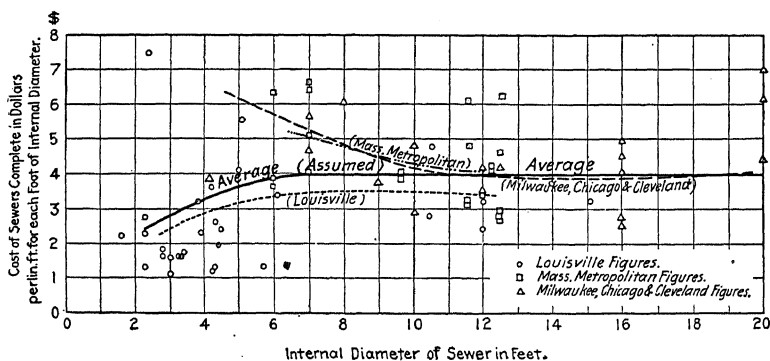 $
Cost of Sewers Complete in Dollars
per lin. ft. for each Foot of Internal Diameter.
8
7
6
5
4
3
2
1
0
(Mass. Metropolitan)
Average (Assumed)
Average
(Milwaukee, Chicago & Cleveland)
(Louisville)
○ Louisville Figures.
□ Mass. Metropolitan Figures.
△ Milwaukee, Chicago & Cleveland Figures.
0 2 4 6 8 10 12 14 16 18 20
Internal Diameter of Sewer in Feet.